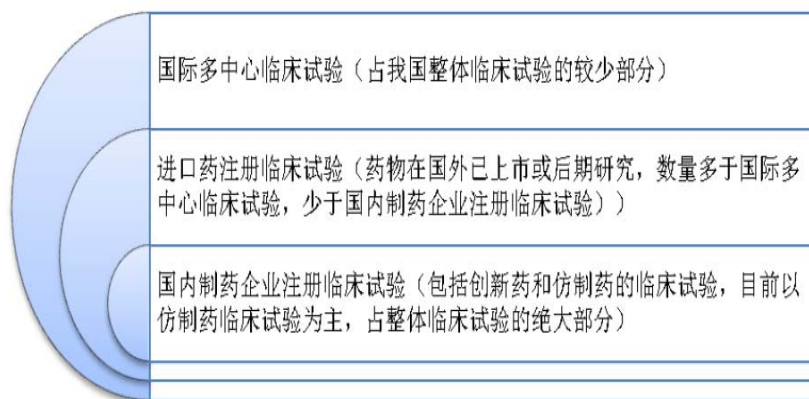 国际多中心临床试验（占我国整体临床试验的较少部分）
进口药注册临床试验（药物在国外已上市或后期研究，数量多于国际多
中心临床试验，少于国内制药企业注册临床试验））
国内制药企业注册临床试验（包括创新药和仿制药的临床试验，目前以
仿制药临床试验为主，占整体临床试验的绝大部分）